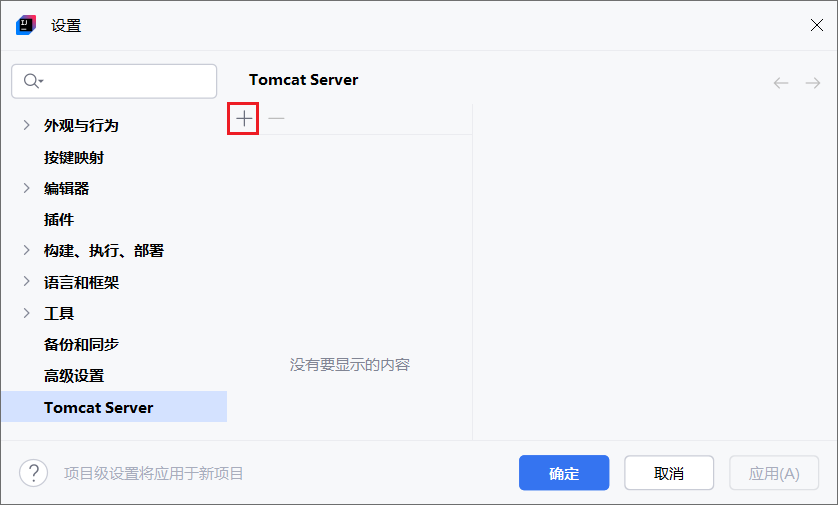 设置
Tomcat Server
外观与行为
按键映射
编辑器
插件
构建、执行、部署
语言和框架
工具
备份和同步
高级设置
Tomcat Server
没有要显示的内容
? 项目级设置将应用于新项目
确定 取消 应用(A)